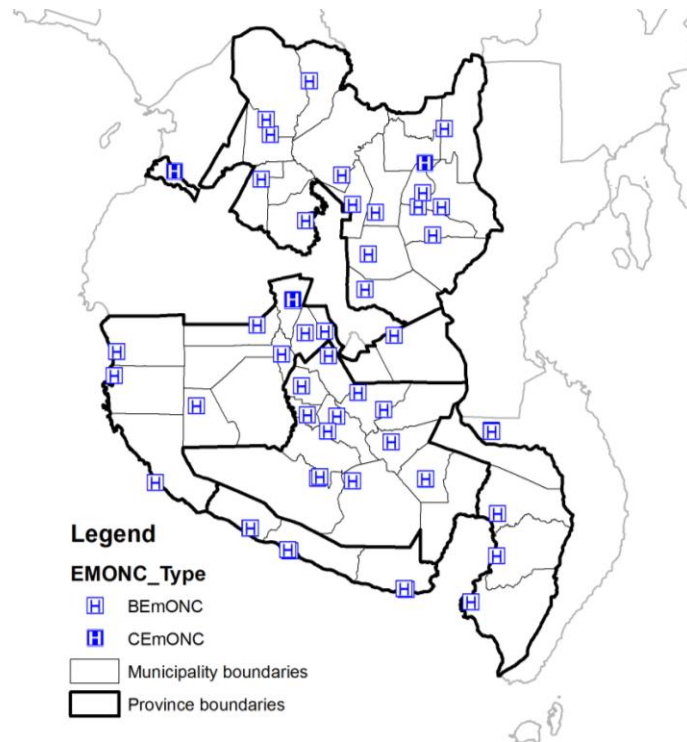 Legend
EMONC_Type
BEmONC
CEmONC
Municipality boundaries
Province boundaries